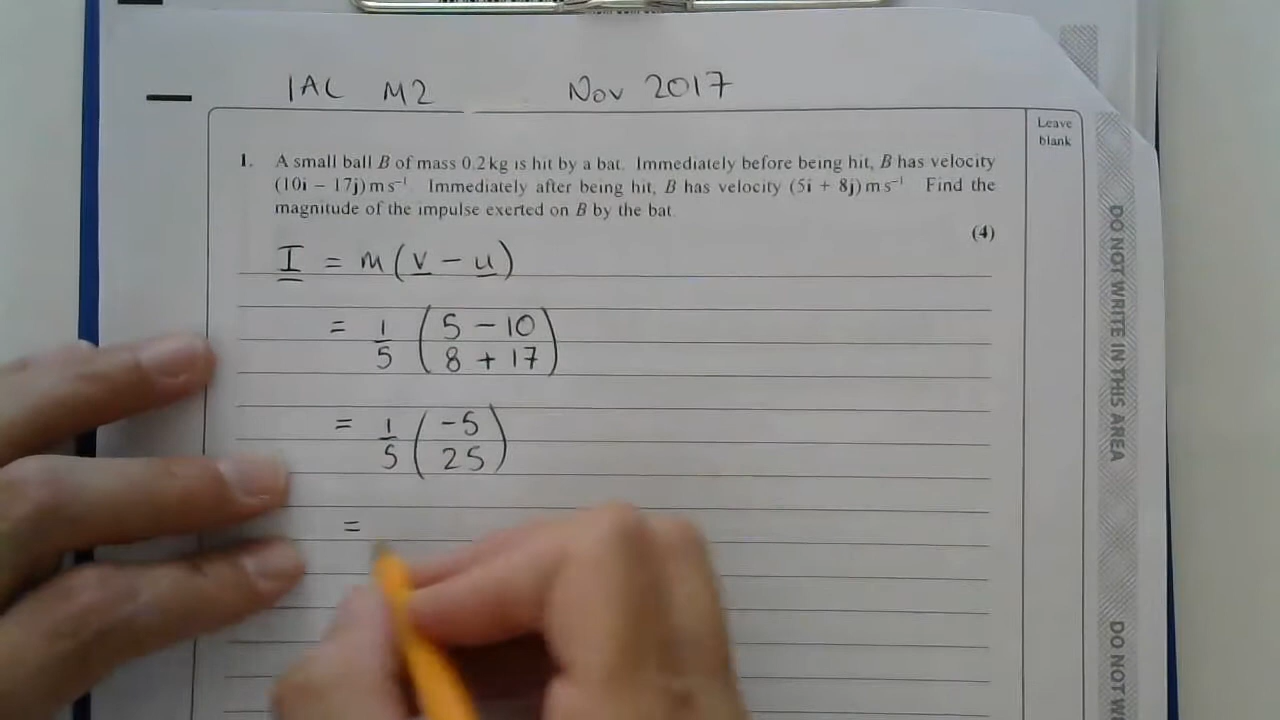 IAL M2 Nov 2017
Leave
blank
1. A small ball B of mass 0.2 kg is hit by a bat. Immediately before being hit, B has velocity
(10i − 17j) m s⁻¹ Immediately after being hit, B has velocity (5i + 8j) m s⁻¹ Find the
magnitude of the impulse exerted on B by the bat
(4)
I = m(v − u)
= 1/5 (5 − 10
8 + 17)
= 1/5 (−5
25)
=
DO NOT WRITE IN THIS AREA
DO NOT W